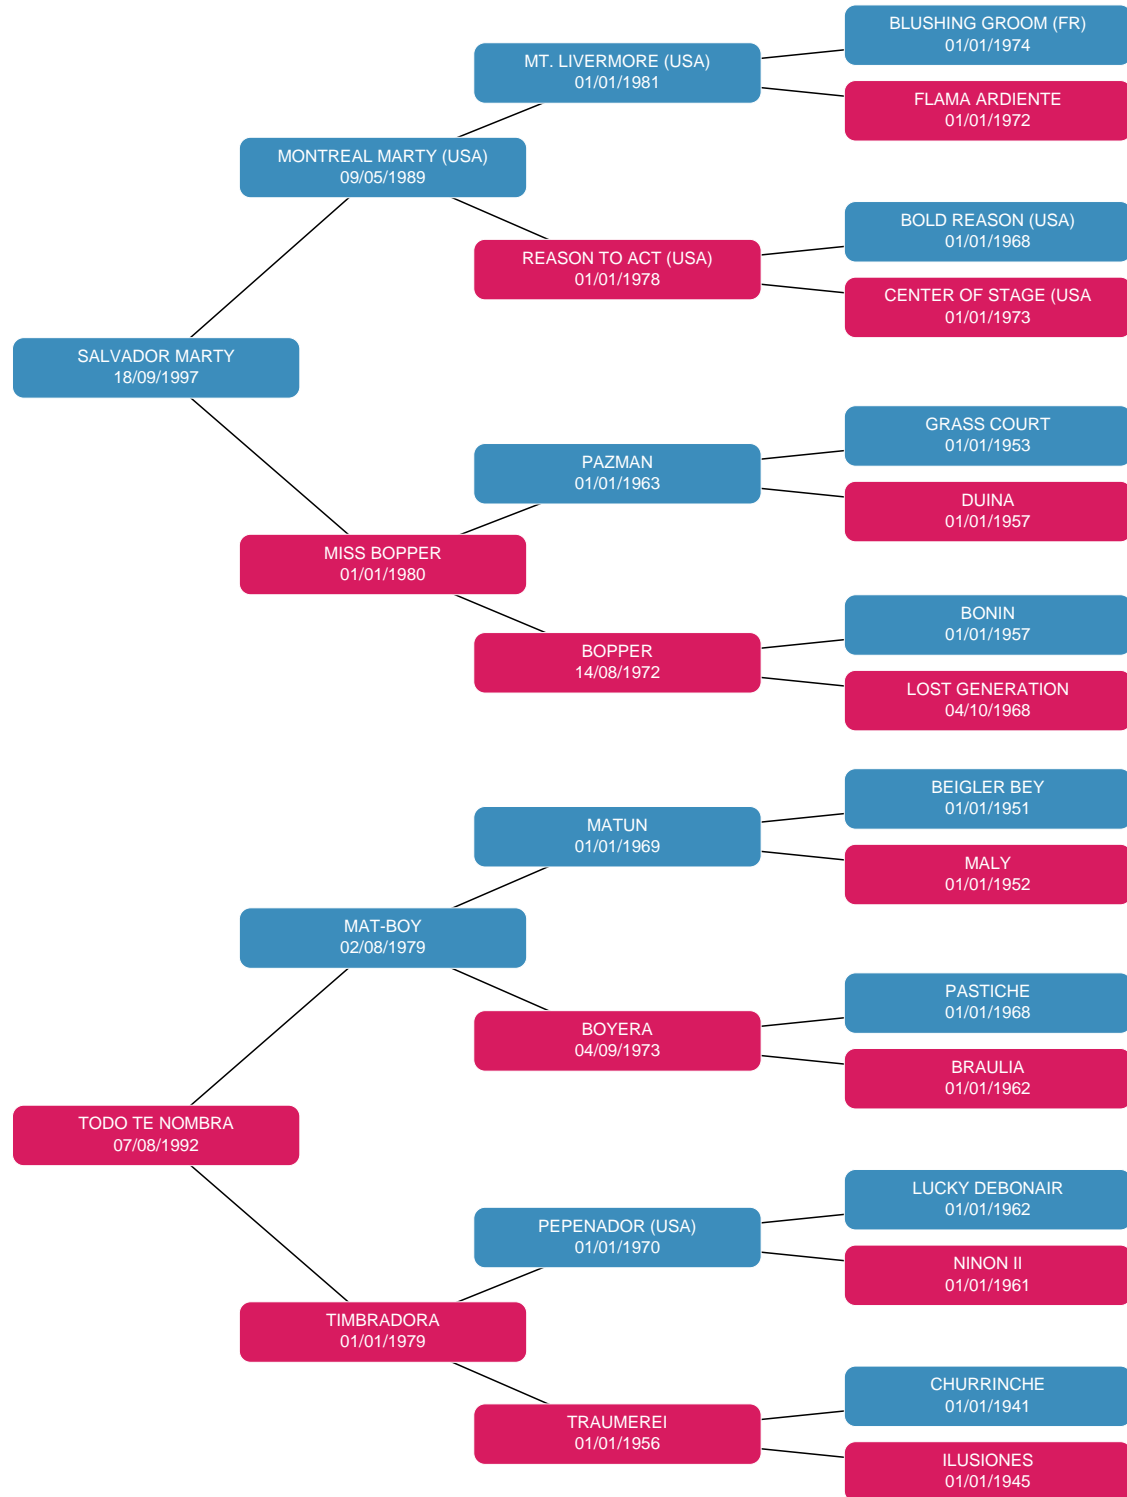 BLUSHING GROOM (FR)
01/01/1974
MT. LIVERMORE (USA)
01/01/1981
FLAMA ARDIENTE
01/01/1972
MONTREAL MARTY (USA)
09/05/1989
BOLD REASON (USA)
01/01/1968
REASON TO ACT (USA)
01/01/1978
CENTER OF STAGE (USA
01/01/1973
SALVADOR MARTY
18/09/1997
GRASS COURT
01/01/1953
PAZMAN
01/01/1963
DUINA
01/01/1957
MISS BOPPER
01/01/1980
BONIN
01/01/1957
BOPPER
14/08/1972
LOST GENERATION
04/10/1968
BEIGLER BEY
01/01/1951
MATUN
01/01/1969
MALY
01/01/1952
MAT-BOY
02/08/1979
PASTICHE
01/01/1968
BOYERA
04/09/1973
BRAULIA
01/01/1962
TODO TE NOMBRA
07/08/1992
LUCKY DEBONAIR
01/01/1962
PEPENADOR (USA)
01/01/1970
NINON II
01/01/1961
TIMBRADORA
01/01/1979
CHURRINCHE
01/01/1941
TRAUMEREI
01/01/1956
ILUSIONES
01/01/1945